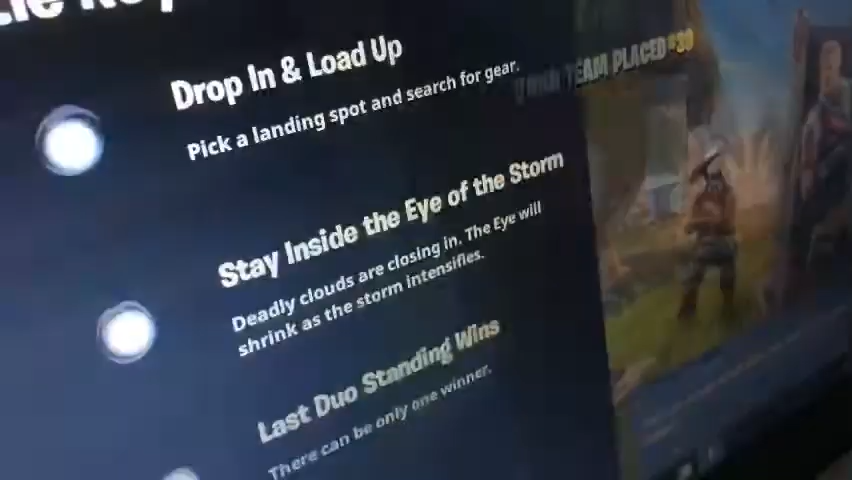 Drop In & Load Up
Pick a landing spot and search for gear.
TEAM PLACED #39
Stay Inside the Eye of the Storm
Deadly clouds are closing in. The Eye will
shrink as the storm intensifies.
Last Duo Standing Wins
There can be only one winner.